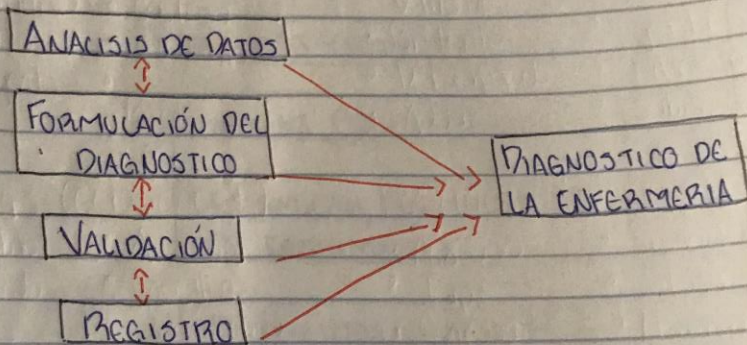 ANALISIS DE DATOS
FORMULACIÓN DEL
DIAGNOSTICO
VALIDACIÓN
REGISTRO
DIAGNOSTICO DE
LA ENFERMERIA